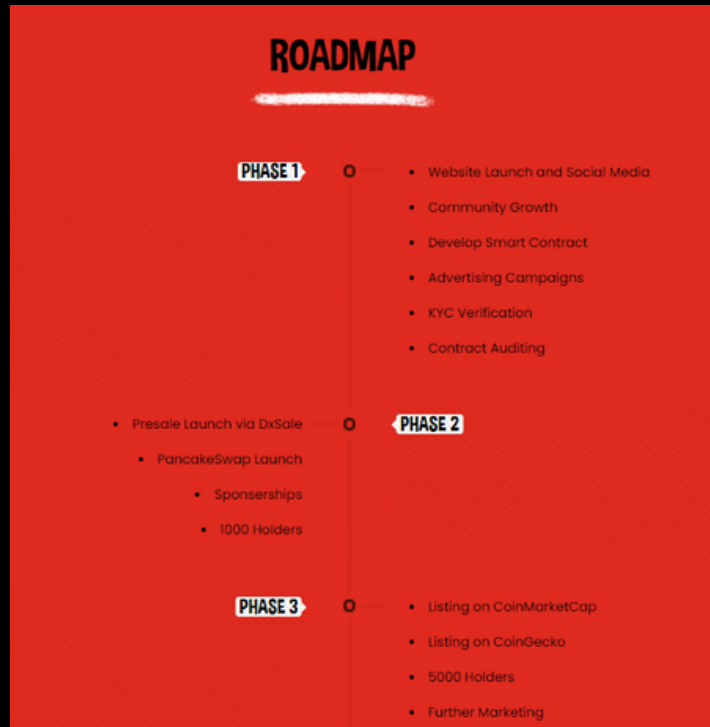 ROADMAP
PHASE 1
Website Launch and Social Media
Community Growth
Develop Smart Contract
Advertising Campaigns
KYC Verification
Contract Auditing
PHASE 2
Presale Launch via DxSale
PancakeSwap Launch
Sponserships
1000 Holders
PHASE 3
Listing on CoinMarketCap
Listing on CoinGecko
5000 Holders
Further Marketing